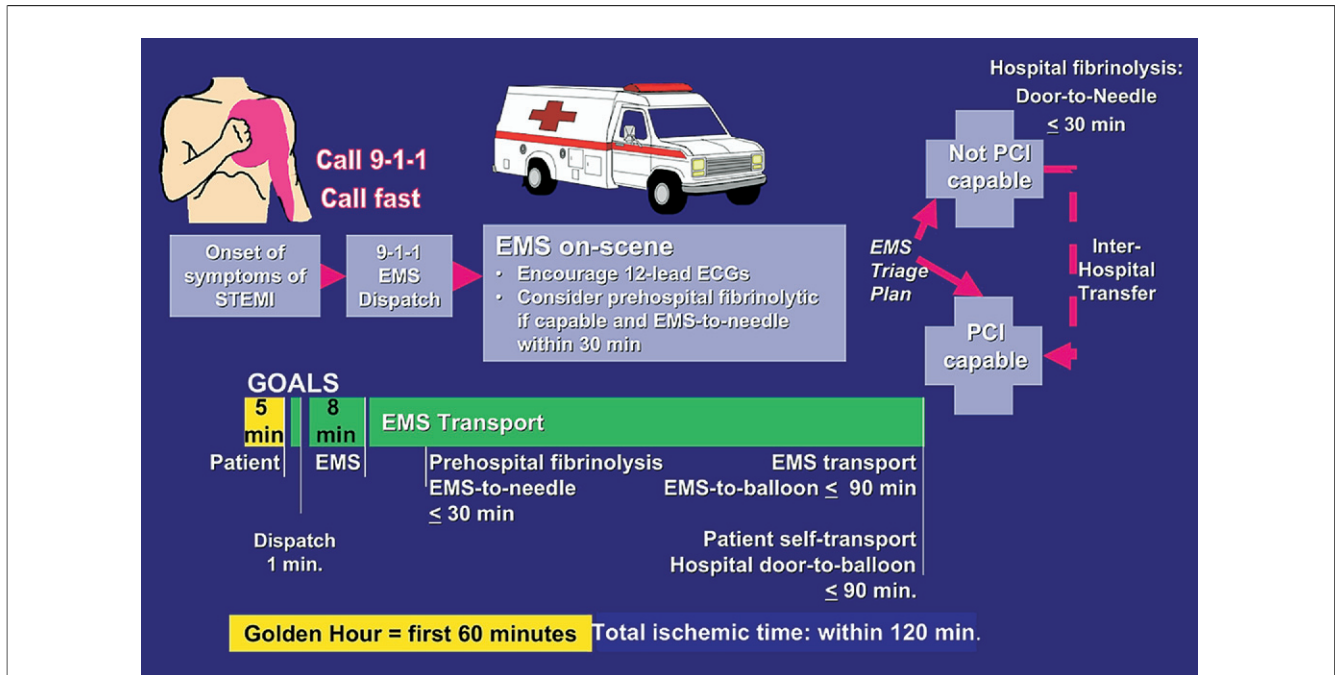 Hospital fibrinolysis:
Door-to-Needle
≤ 30 min
Not PCI
capable
Call 9-1-1
Call fast
Onset of
symptoms of
STEMI
9-1-1
EMS
Dispatch
EMS on-scene
• Encourage 12-lead ECGs
• Consider prehospital fibrinolytic
if capable and EMS-to-needle
within 30 min
EMS
Triage
Plan
Inter-
Hospital
Transfer
PCI
capable
GOALS
5
min
8
min
EMS Transport
Patient
EMS
Prehospital fibrinolysis
EMS-to-needle
≤ 30 min
EMS transport
EMS-to-balloon ≤ 90 min
Dispatch
1 min.
Patient self-transport
Hospital door-to-balloon
≤ 90 min.
Golden Hour = first 60 minutes
Total ischemic time: within 120 min.